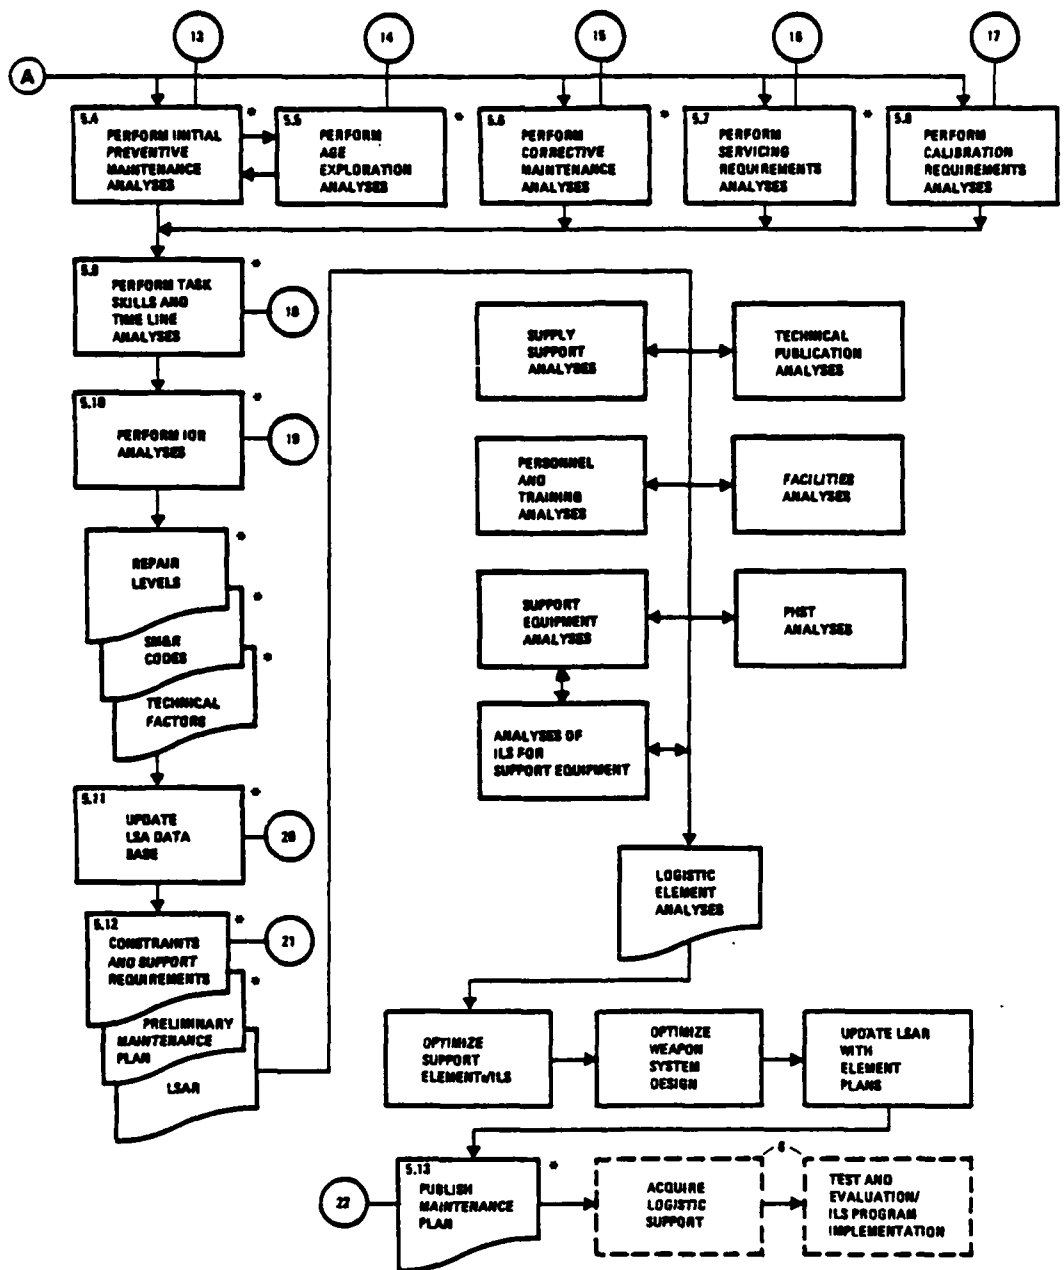 13
14
15
16
17
A
5.4
PERFORM INITIAL
PREVENTIVE
MAINTENANCE
ANALYSES
*
5.5
PERFORM
AGE
EXPLORATION
ANALYSES
*
5.6
PERFORM
CORRECTIVE
MAINTENANCE
ANALYSES
*
5.7
PERFORM
SERVICING
REQUIREMENTS
ANALYSES
*
5.8
PERFORM
CALIBRATION
REQUIREMENTS
ANALYSES
5.9
PERFORM TASK
SKILLS AND
TIME LINE
ANALYSES
*
18
5.10
PERFORM IOR
ANALYSES
*
19
REPAIR
LEVELS
*
SM&R
CODES
*
TECHNICAL
FACTORS
*
5.11
UPDATE
LSA DATA
BASE
*
20
5.12
CONSTRAINTS
AND SUPPORT
REQUIREMENTS
*
21
PRELIMINARY
MAINTENANCE
PLAN
*
LSAR
SUPPLY
SUPPORT
ANALYSES
TECHNICAL
PUBLICATION
ANALYSES
PERSONNEL
AND
TRAINING
ANALYSES
FACILITIES
ANALYSES
SUPPORT
EQUIPMENT
ANALYSES
PHST
ANALYSES
ANALYSES OF
ILS FOR
SUPPORT EQUIPMENT
LOGISTIC
ELEMENT
ANALYSES
OPTIMIZE
SUPPORT
ELEMENTs/ILS
OPTIMIZE
WEAPON
SYSTEM
DESIGN
UPDATE LSAR
WITH
ELEMENT
PLANS
22
5.13
PUBLISH
MAINTENANCE
PLAN
*
6
ACQUIRE
LOGISTIC
SUPPORT
TEST AND
EVALUATION/
ILS PROGRAM
IMPLEMENTATION